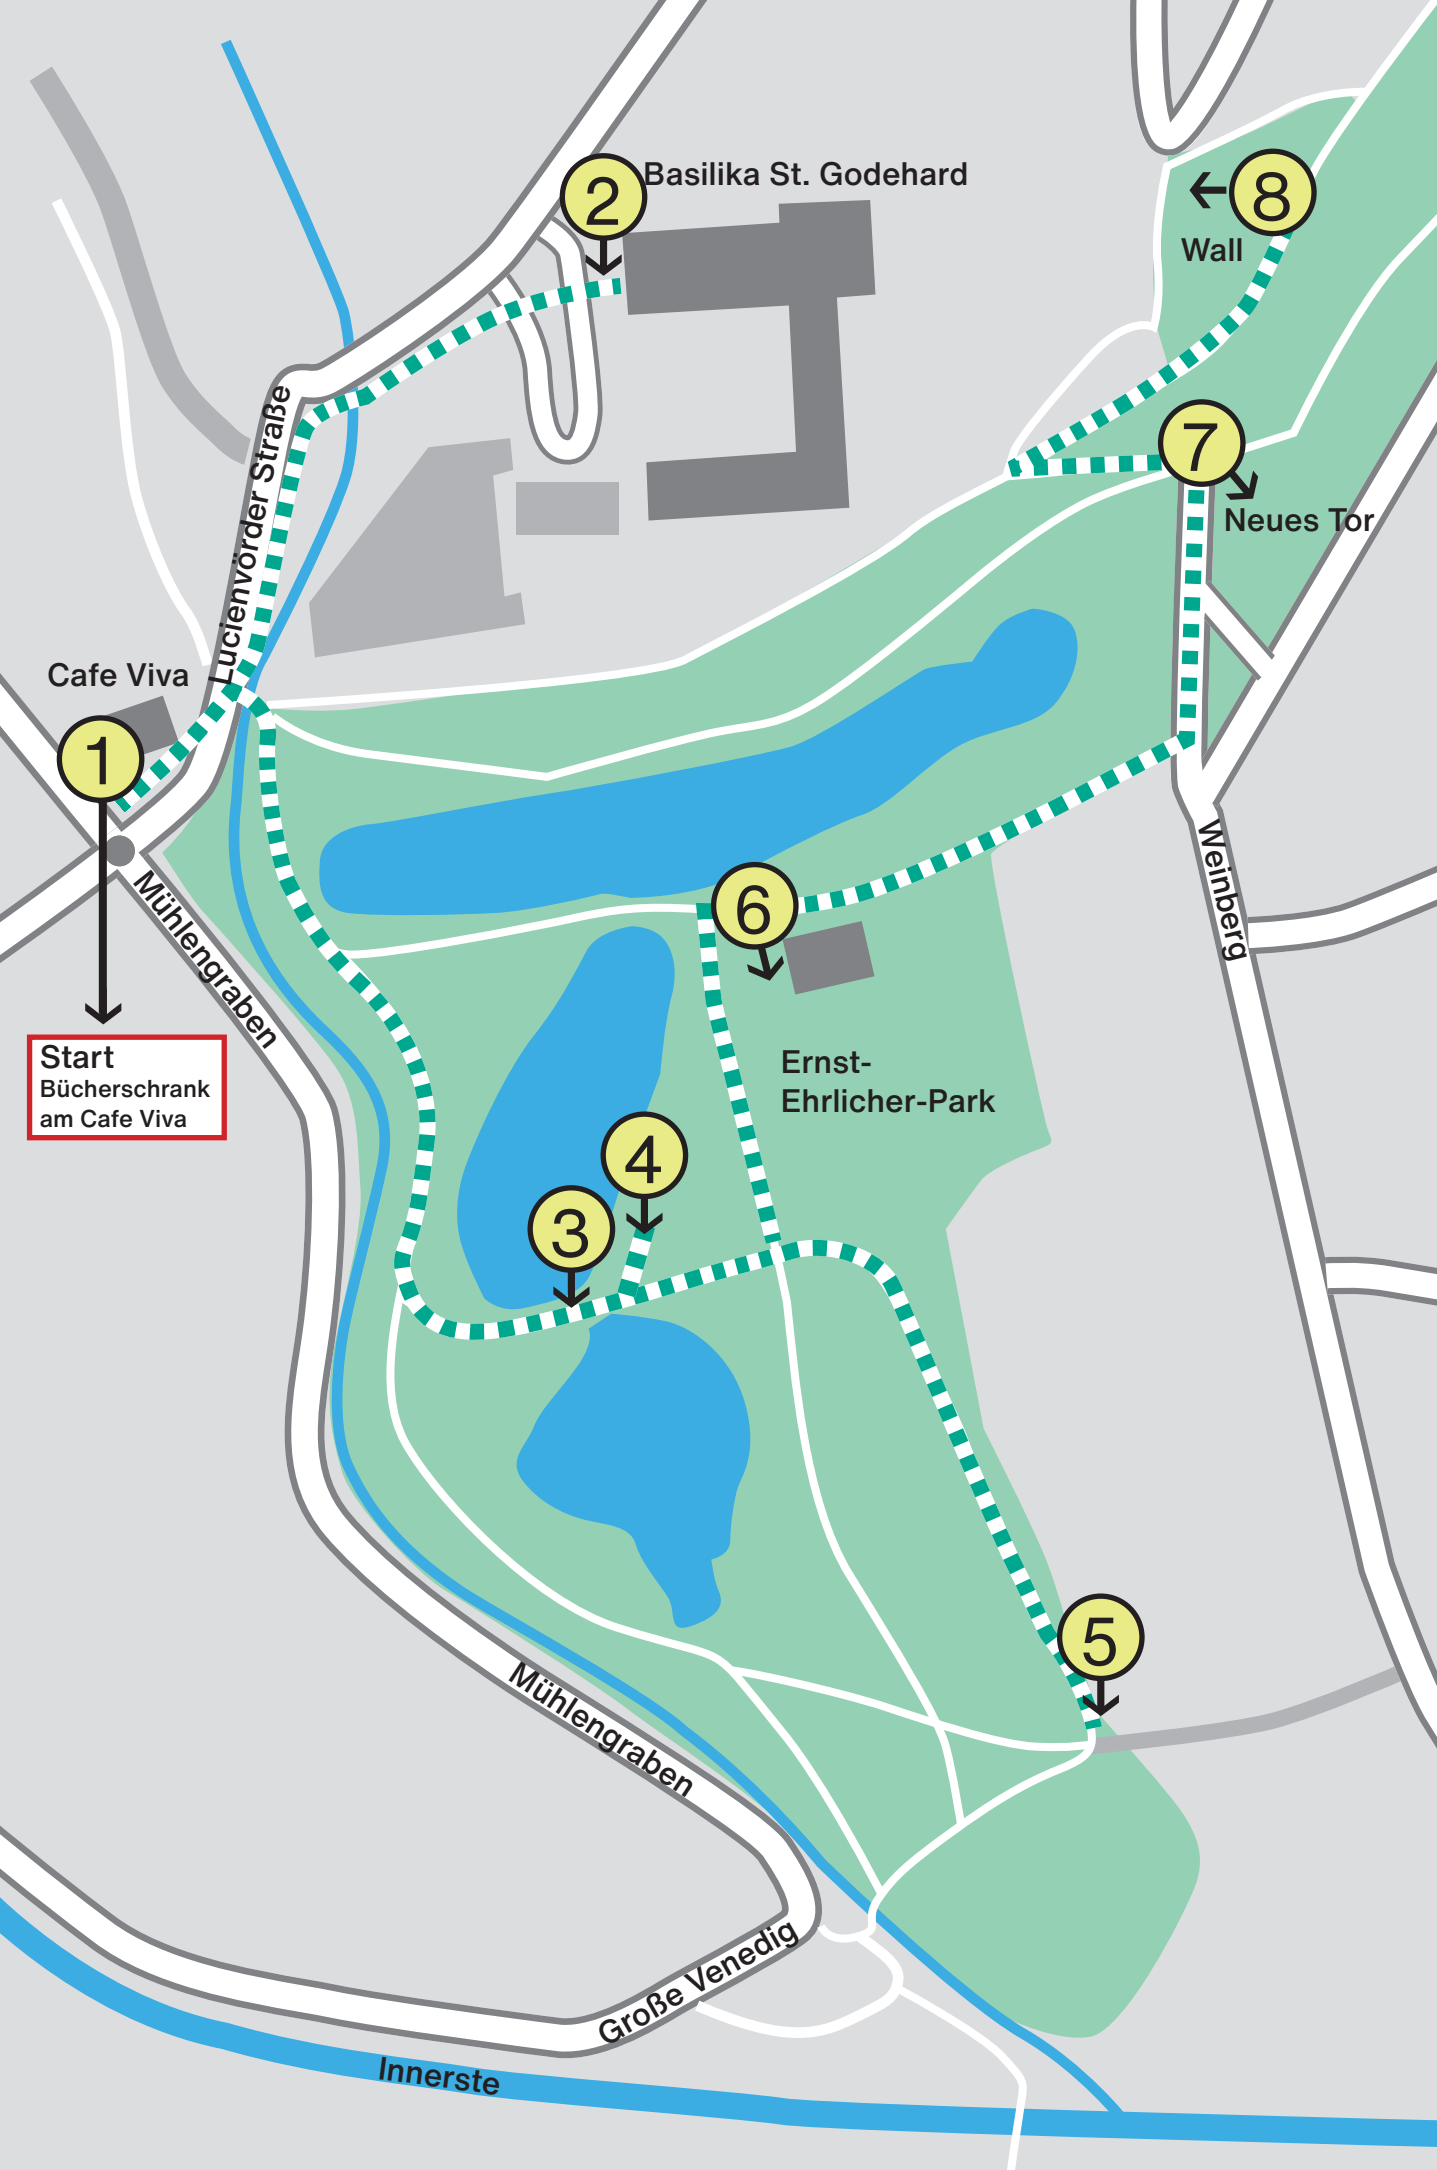 2
Basilika St. Godehard
8
Wall
7
Neues Tor
Lucienvörder Straße
Cafe Viva
1
Mühlengraben
Weinberg
6
Start
Bücherschrank
am Cafe Viva
Ernst-
Ehrlicher-Park
4
3
5
Mühlengraben
Große Venedig
Innerste